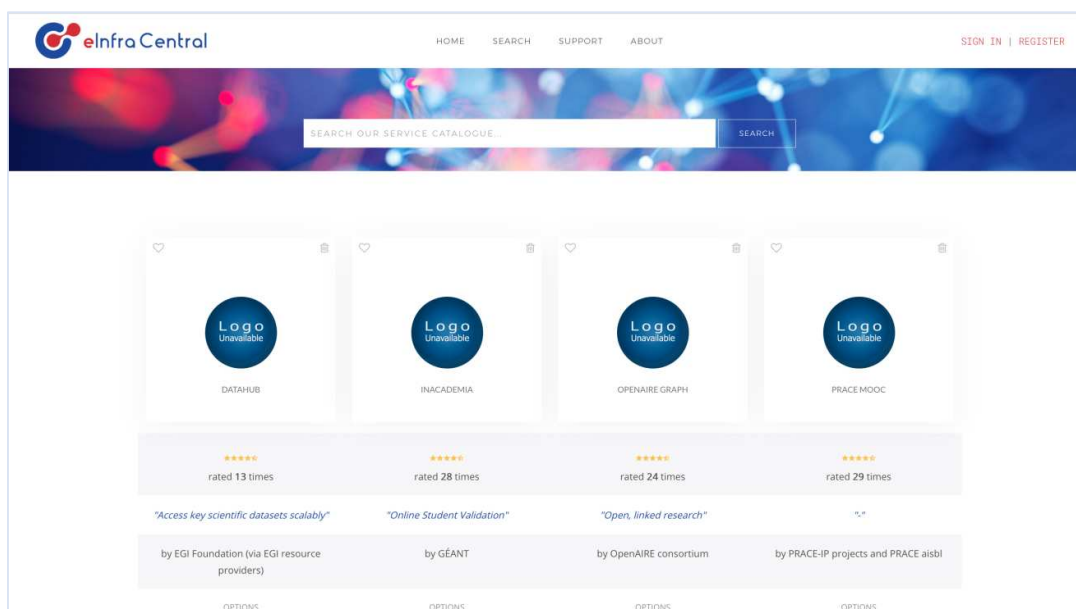 eInfraCentral
HOME SEARCH SUPPORT ABOUT
SIGN IN | REGISTER
SEARCH OUR SERVICE CATALOGUE...
SEARCH
Logo Unavailable
Logo Unavailable
Logo Unavailable
Logo Unavailable
DATAHUB
INACADEMIA
OPENAIRE GRAPH
PRACE MOOC
rated 13 times
rated 28 times
rated 24 times
rated 29 times
"Access key scientific datasets scalably"
"Online Student Validation"
"Open, linked research"
"-"
by EGI Foundation (via EGI resource
providers)
by GÉANT
by OpenAIRE consortium
by PRACE-IP projects and PRACE aisbl
OPTIONS
OPTIONS
OPTIONS
OPTIONS